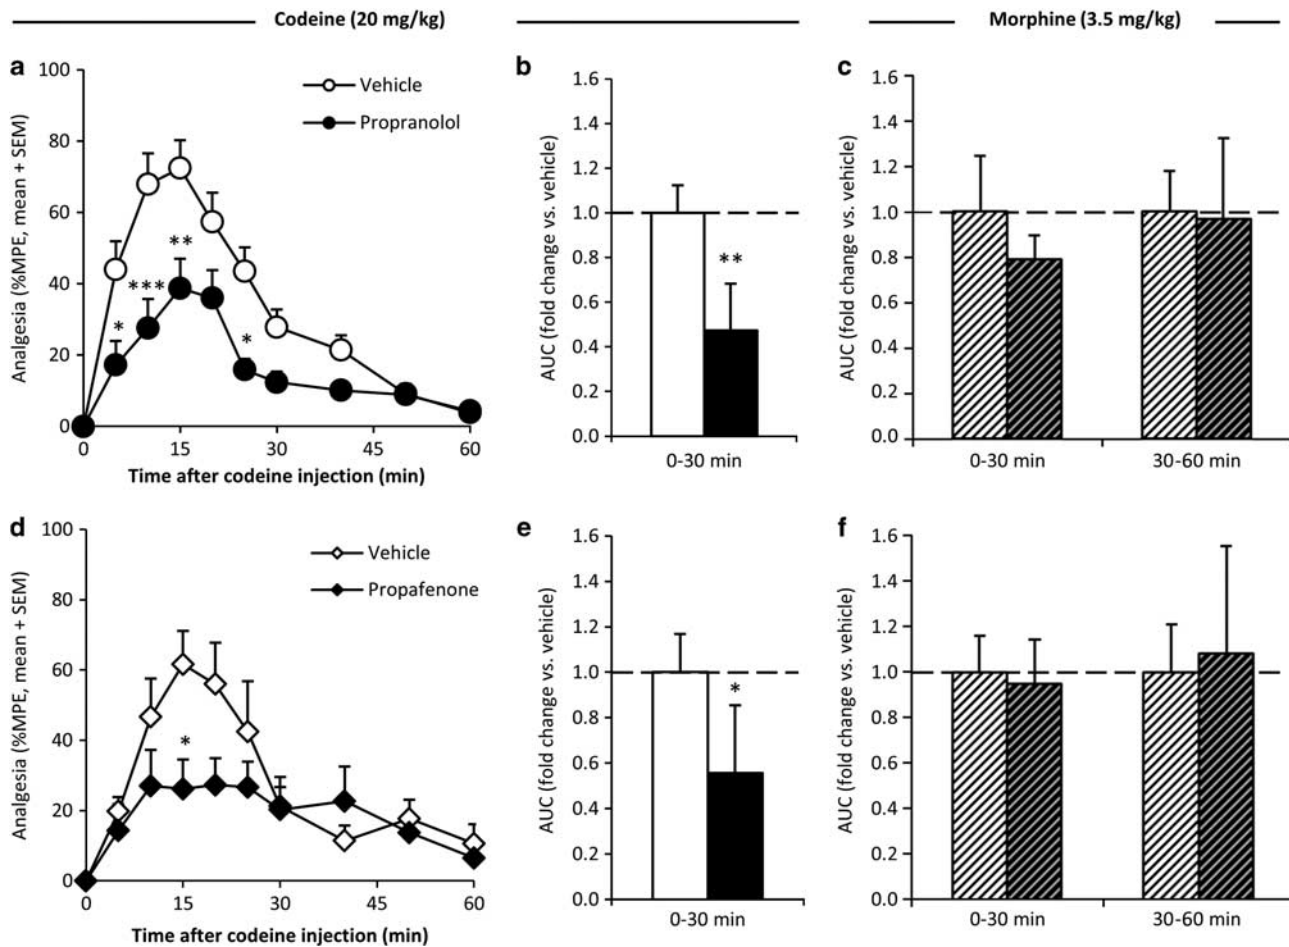 Codeine (20 mg/kg)
Morphine (3.5 mg/kg)
a
Analgesia (%MPE, mean + SEM)
100
80
60
40
20
0
Vehicle
Propranolol
*
***
**
*
0
15
30
45
60
Time after codeine injection (min)
b
AUC (fold change vs. vehicle)
1.6
1.4
1.2
1.0
0.8
0.6
0.4
0.2
0.0
**
0-30 min
c
AUC (fold change vs. vehicle)
1.6
1.4
1.2
1.0
0.8
0.6
0.4
0.2
0.0
0-30 min
30-60 min
d
Analgesia (%MPE, mean + SEM)
100
80
60
40
20
0
Vehicle
Propafenone
*
0
15
30
45
60
Time after codeine injection (min)
e
AUC (fold change vs. vehicle)
1.6
1.4
1.2
1.0
0.8
0.6
0.4
0.2
0.0
*
0-30 min
f
AUC (fold change vs. vehicle)
1.6
1.4
1.2
1.0
0.8
0.6
0.4
0.2
0.0
0-30 min
30-60 min